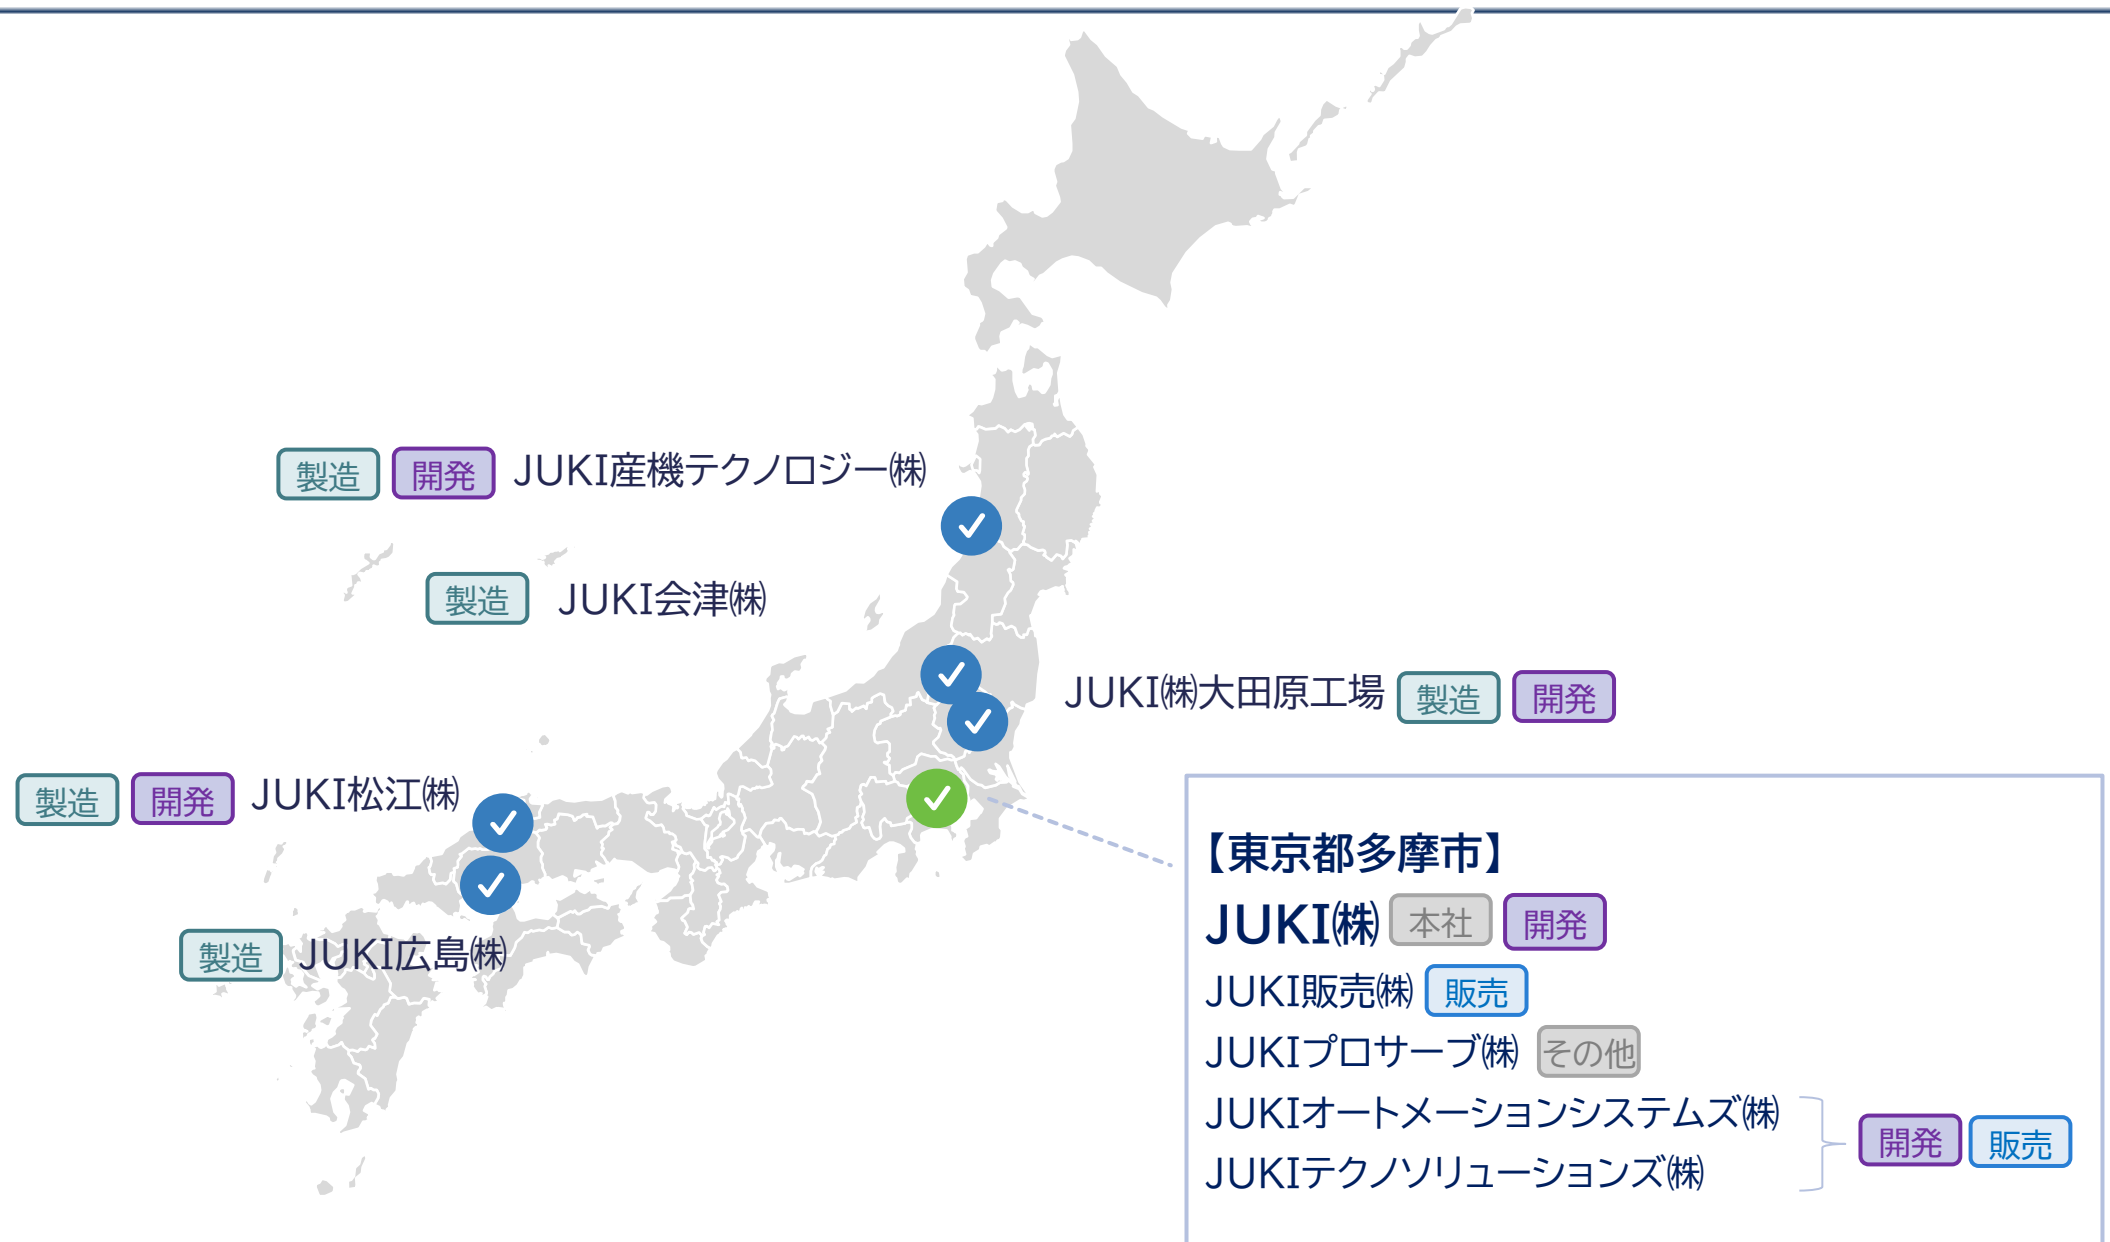 製造 開発 JUKI産機テクノロジー㈱
製造 JUKI会津㈱
JUKI㈱大田原工場 製造 開発
製造 開発 JUKI松江㈱
製造 JUKI広島㈱
【東京都多摩市】
JUKI㈱ 本社 開発
JUKI販売㈱ 販売
JUKIプロサーブ㈱ その他
JUKIオートメーションシステムズ㈱
開発 販売
JUKIテクノソリューションズ㈱